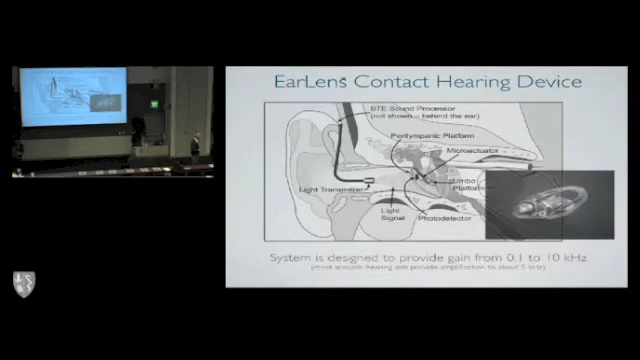 EarLens Contact Hearing Device
BTE Sound Processor
(not shown – behind the ear)
Peritympanic Platform
Microactuator
Umbo
Platform
Light Transmitter
Light
Signal
Photodetector
System is designed to provide gain from 0.1 to 10 kHz
(most acoustic hearing aids provide amplification to about 5 kHz)